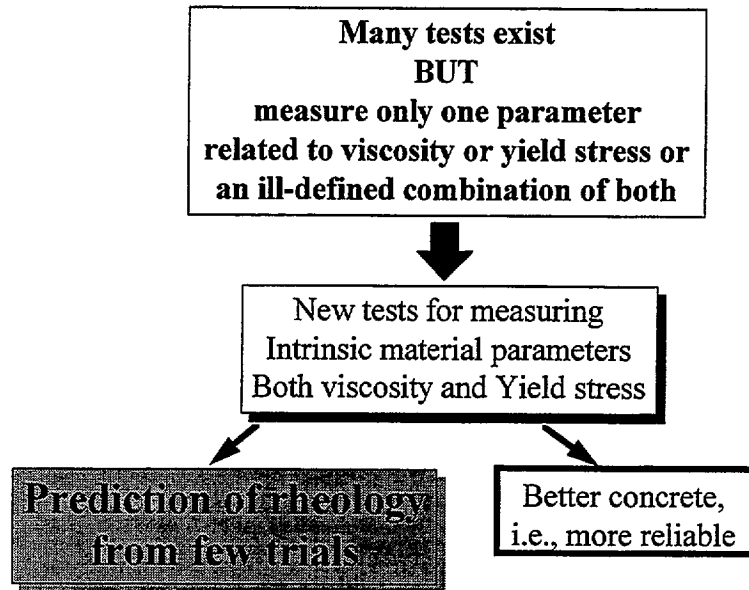 Many tests exist
BUT
measure only one parameter
related to viscosity or yield stress or
an ill-defined combination of both
New tests for measuring
Intrinsic material parameters
Both viscosity and Yield stress
Prediction of rheology
from few trials
Better concrete,
i.e., more reliable